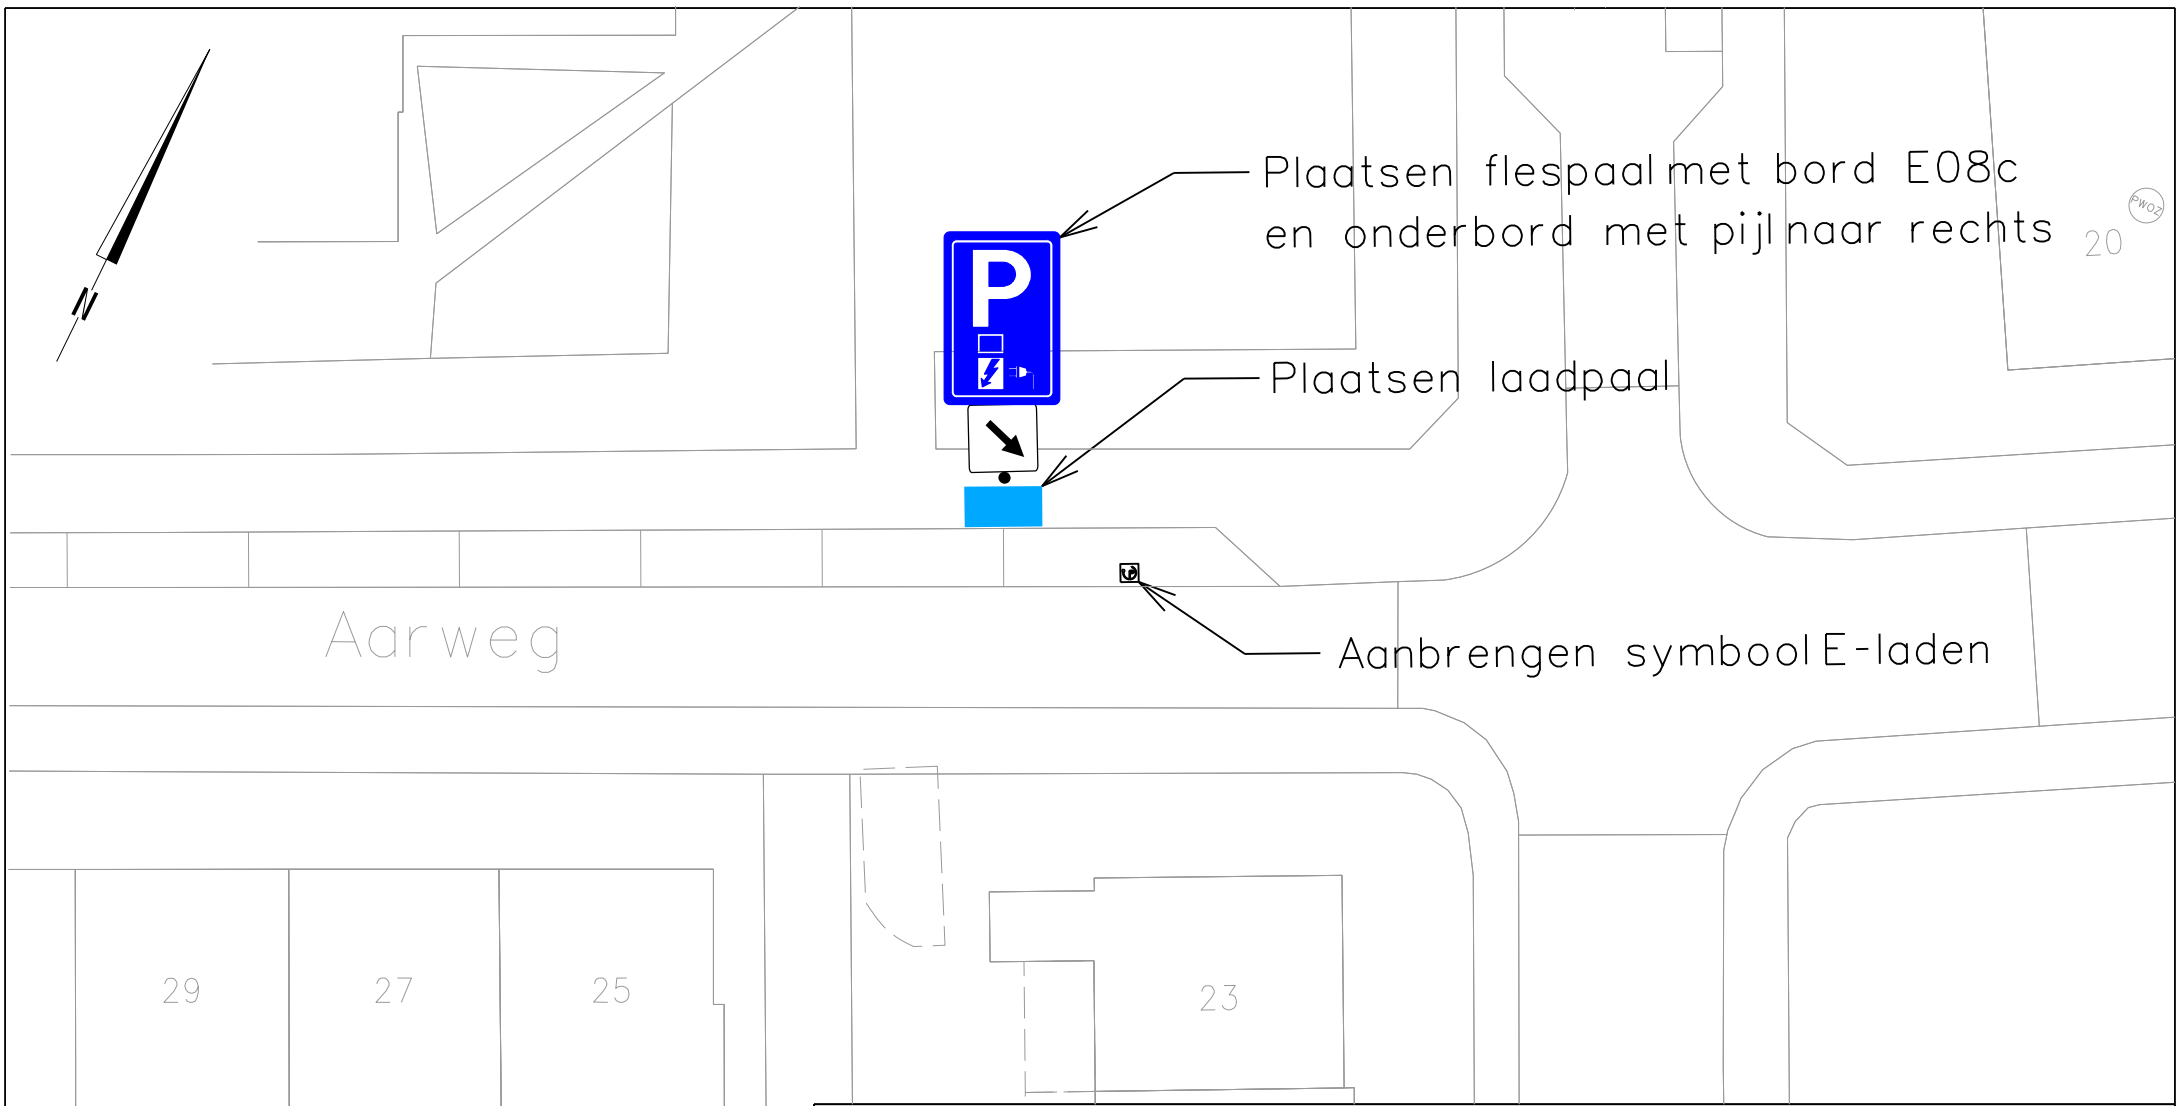 Plaatsen flespaal met bord E08c
en onderbord met pijl naar rechts
PWOZ
20
N
P
Plaatsen laadpaal
Aarweg
Aanbrengen symbool E-laden
29
27
25
23